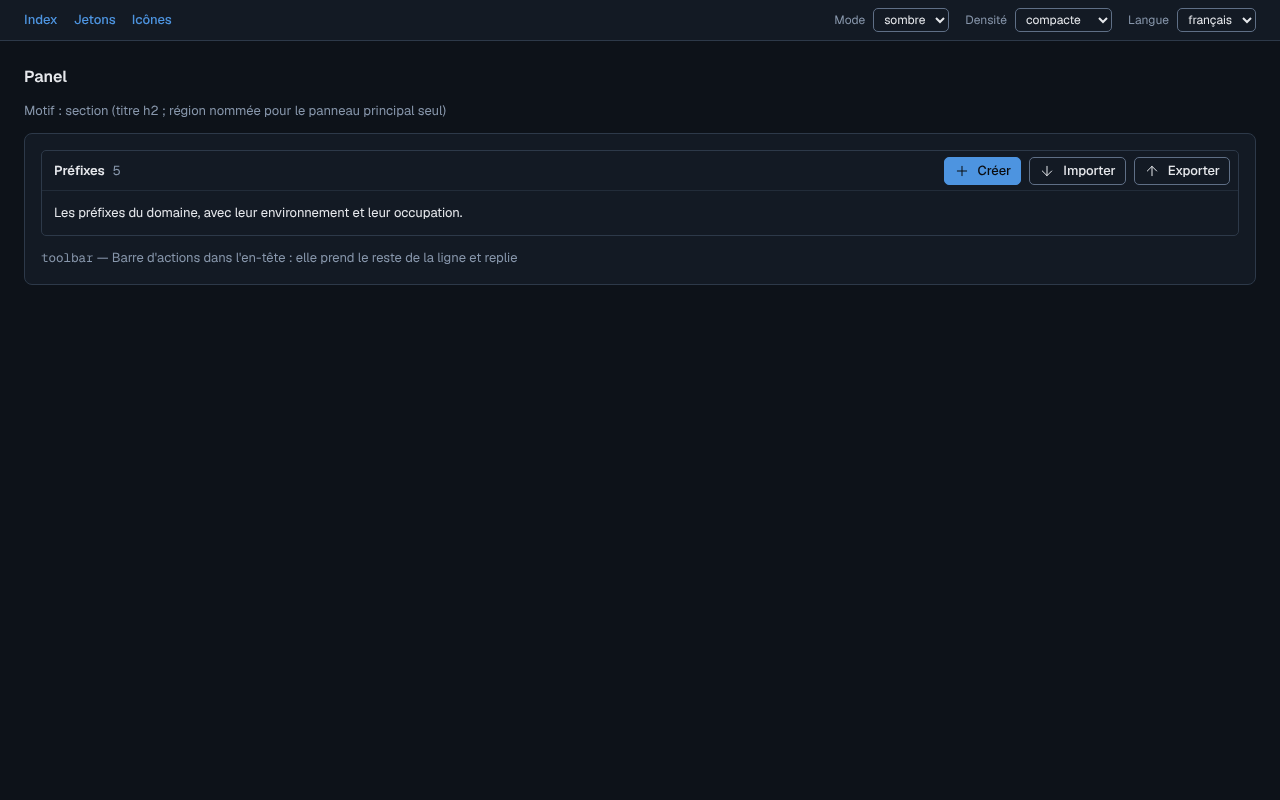 Index Jetons Icônes Mode sombre Densité compacte Langue français
Panel
Motif : section (titre h2 ; région nommée pour le panneau principal seul)
Préfixes 5 Créer Importer Exporter
Les préfixes du domaine, avec leur environnement et leur occupation.
toolbar — Barre d'actions dans l'en-tête : elle prend le reste de la ligne et replie